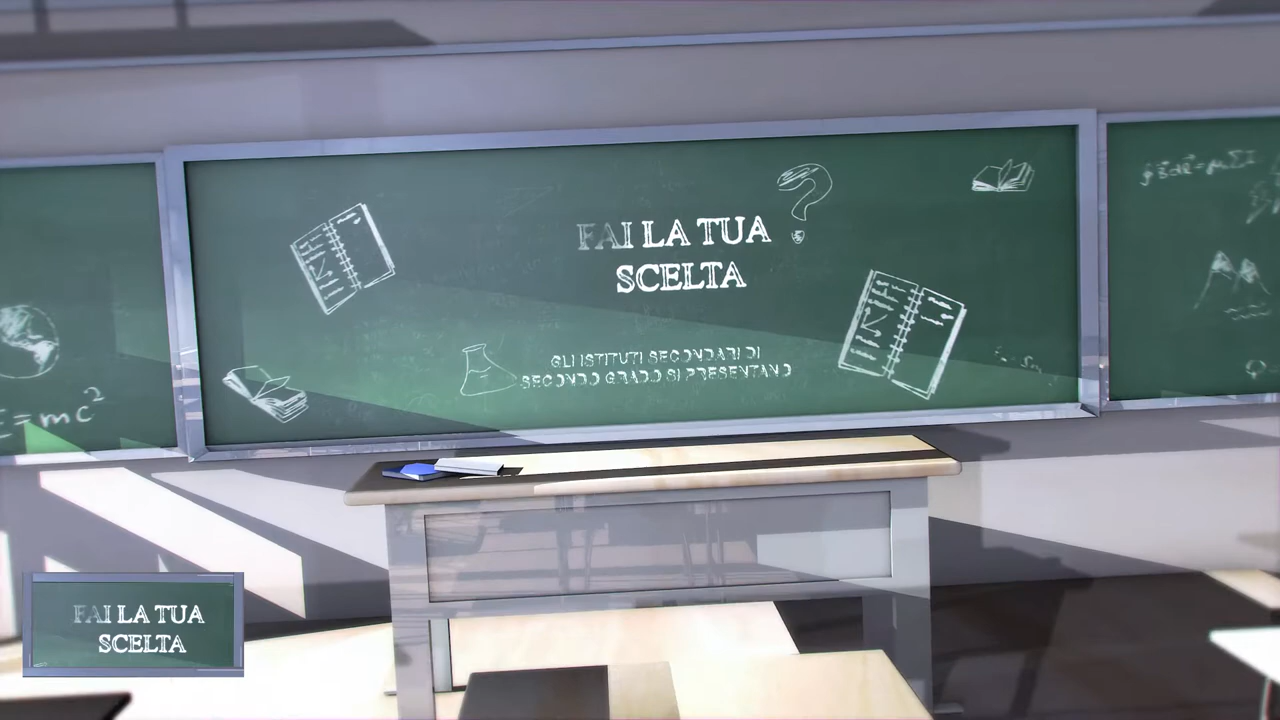 FAI LA TUA
SCELTA
?
GLI ISTITUTI SECONDARI DI
SECONDO GRADO SI PRESENTANO
E=mc²
FAI LA TUA
SCELTA